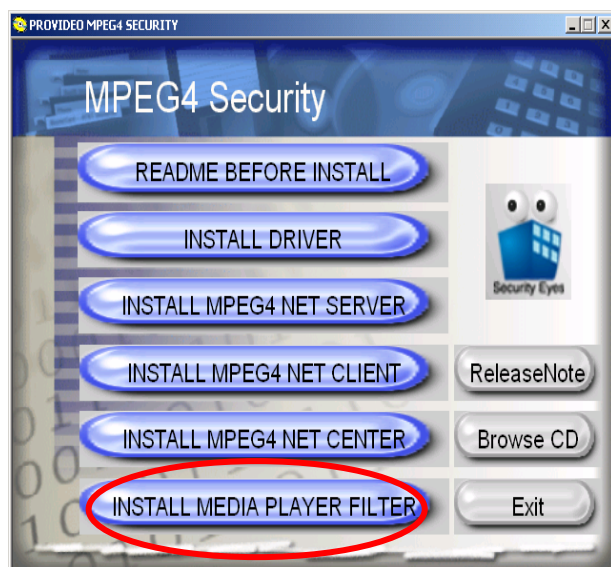 PROVIDEO MPEG4 SECURITY
MPEG4 Security
README BEFORE INSTALL
INSTALL DRIVER
Security Eyes
INSTALL MPEG4 NET SERVER
INSTALL MPEG4 NET CLIENT
ReleaseNote
INSTALL MPEG4 NET CENTER
Browse CD
INSTALL MEDIA PLAYER FILTER
Exit